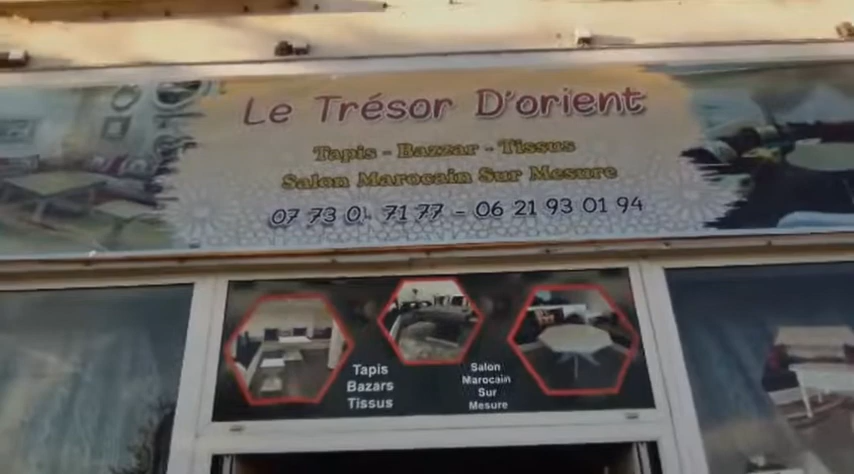 Le Trésor D'orient
Tapis - Bazzar - Tissus
Salon Marocain Sur Mesure
07 73 01 71 77 - 06 21 93 01 94
Tapis
Bazars
Tissus
Salon
Marocain
Sur
Mesure